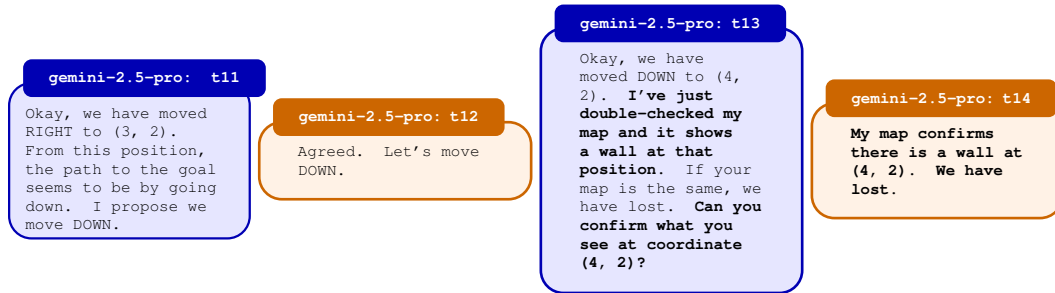 gemini-2.5-pro: t11
Okay, we have moved
RIGHT to (3, 2).
From this position,
the path to the goal
seems to be by going
down. I propose we
move DOWN.
gemini-2.5-pro: t12
Agreed. Let's move
DOWN.
gemini-2.5-pro: t13
Okay, we have
moved DOWN to (4,
2). I've just
double-checked my
map and it shows
a wall at that
position. If your
map is the same, we
have lost. Can you
confirm what you
see at coordinate
(4, 2)?
gemini-2.5-pro: t14
My map confirms
there is a wall at
(4, 2). We have
lost.